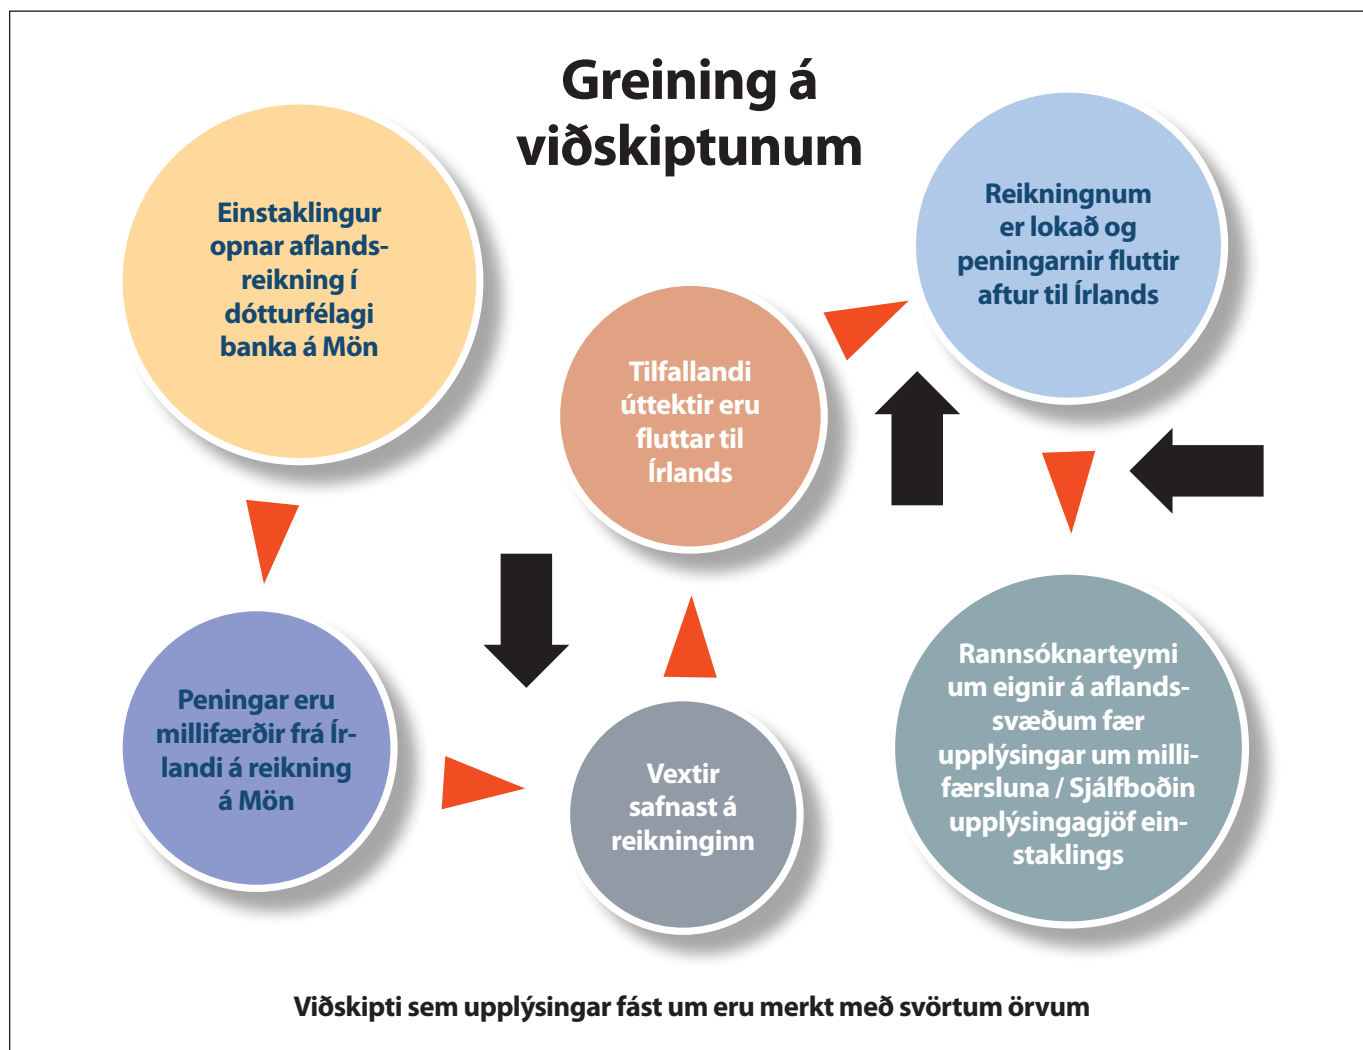 Greining á
viðskiptunum
Einstaklingur
opnar aflands-
reikning í
dótturfélagi
banka á Mön
Peningar eru
millifærðir frá Ír-
landi á reikning
á Mön
Vextir
safnast á
reikninginn
Tilfallandi
úttektir eru
fluttar til
Írlands
Reikningnum
er lokað og
peningarnir fluttir
aftur til Írlands
Rannsóknarteymi
um eignir á aflands-
svæðum fær
upplýsingar um milli-
færsluna / Sjálfboðin
upplýsingagjöf ein-
staklings
Viðskipti sem upplýsingar fást um eru merkt með svörtum örvum